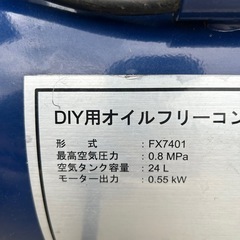 DIY用オイルフリーコン
形　式　: FX7401
最高空気圧力　: 0.8 MPa
空気タンク容量　: 24 L
モーター出力　: 0.55 kW